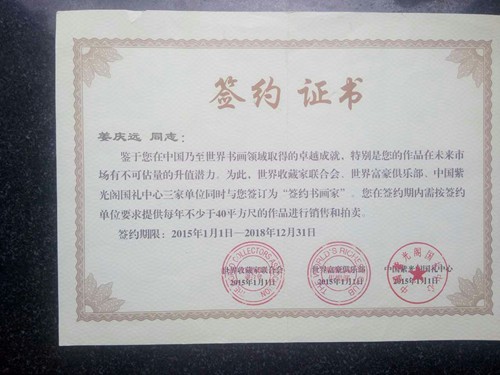 签约 证书
姜庆远 同志：
鉴于您在中国乃至世界书画领域取得的卓越成就，特别是您的作品在未来市
场有不可估量的升值潜力。为此，世界收藏家联合会、世界富豪俱乐部、中国紫
光阁国礼中心三家单位同时与您签订为“签约书画家”。您在签约期内需按签约
单位要求提供每年不少于40平方尺的作品进行销售和拍卖。
签约期限：2015年1月1日—2018年12月31日
世界收藏家联合会 世界富豪俱乐部 中国紫光阁国礼中心
2015年1月1日 2015年1月1日 2015年1月1日